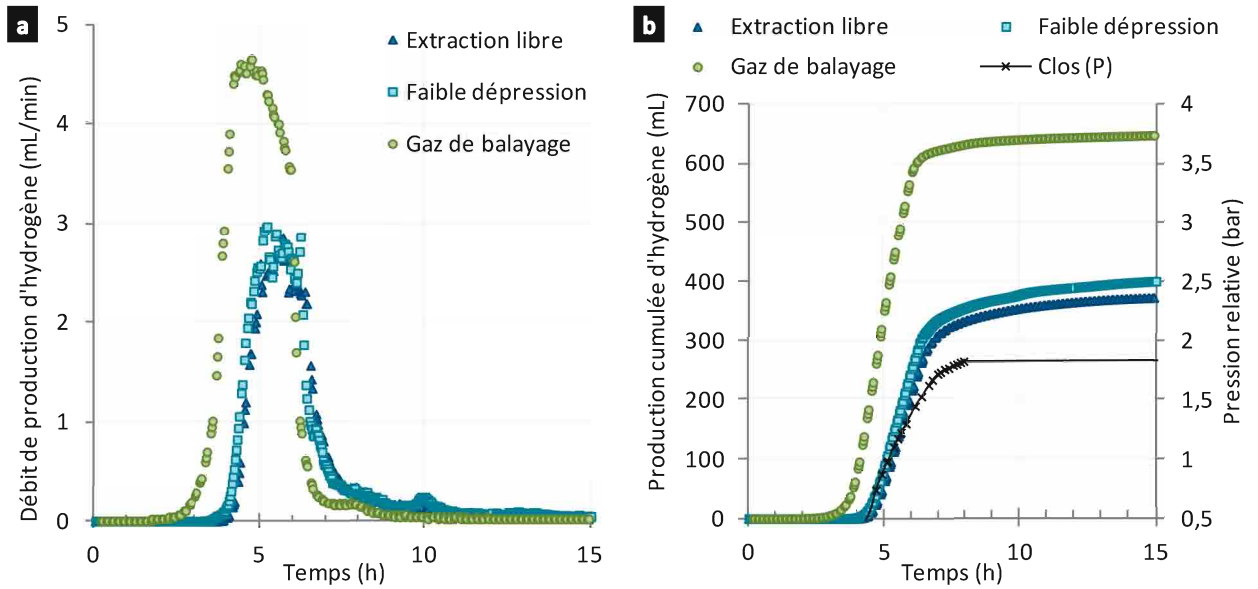 a
Débit de production d'hydrogène (mL/min)
5
4
3
2
1
0
Extraction libre
Faible dépression
Gaz de balayage
0 5 10 15
Temps (h)
b
Extraction libre Faible dépression
Gaz de balayage Clos (P)
Production cumulée d'hydrogène (mL)
700
600
500
400
300
200
100
0
4
3,5
3
2,5
2
1,5
1
0,5
Pression relative (bar)
0 5 10 15
Temps (h)